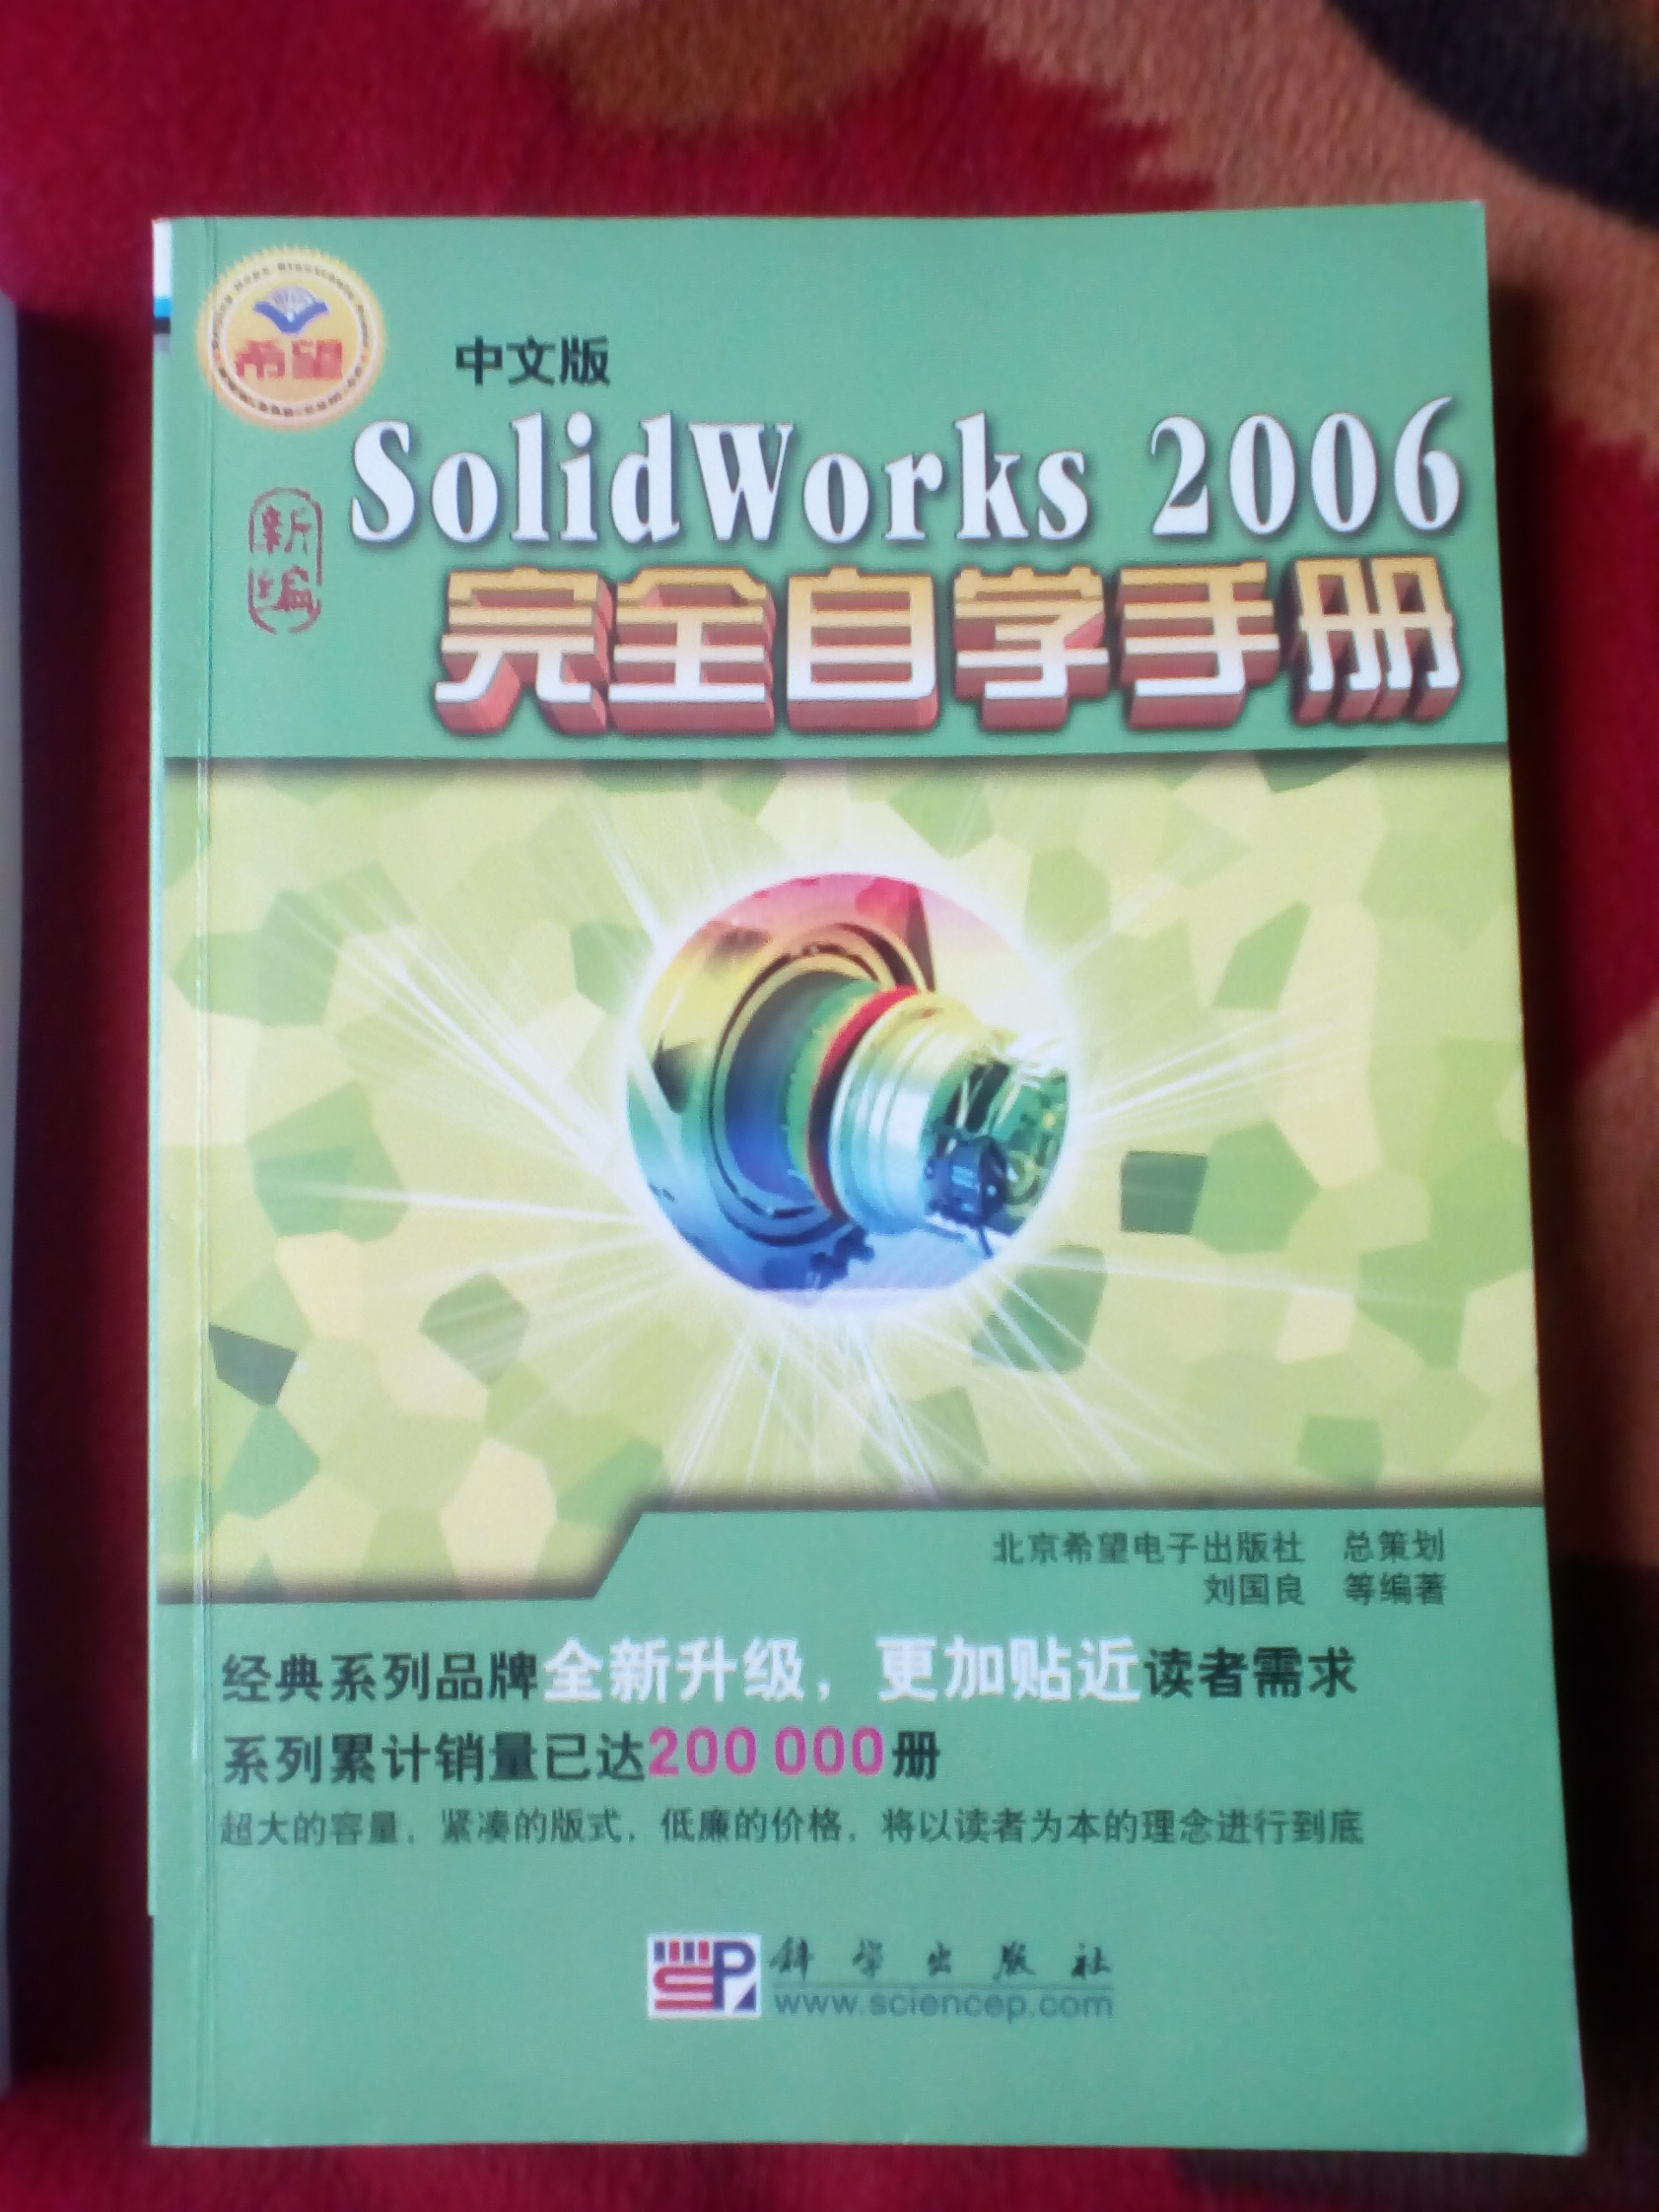 希望
中文版
新编
SolidWorks 2006
完全自学手册
北京希望电子出版社 总策划
刘国良 等编著
经典系列品牌全新升级，更加贴近读者需求
系列累计销量已达200 000册
超大的容量，紧凑的版式，低廉的价格，将以读者为本的理念进行到底
科学出版社
www.sciencep.com